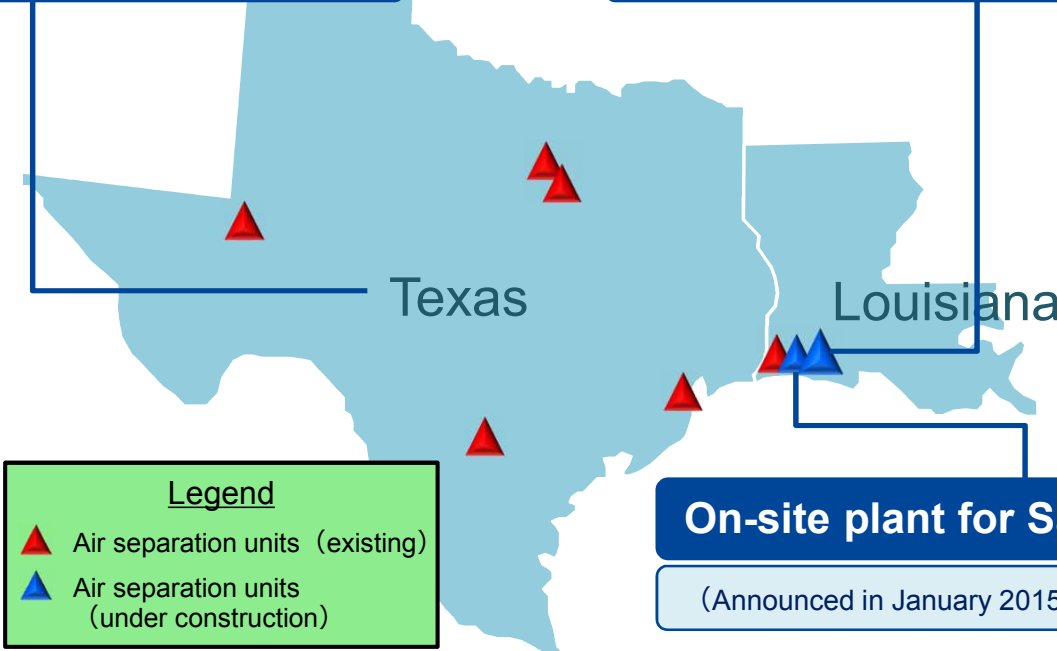 Texas
Louisiana
Legend
Air separation units（existing）
Air separation units
（under construction）
On-site plant for S
（Announced in January 2015